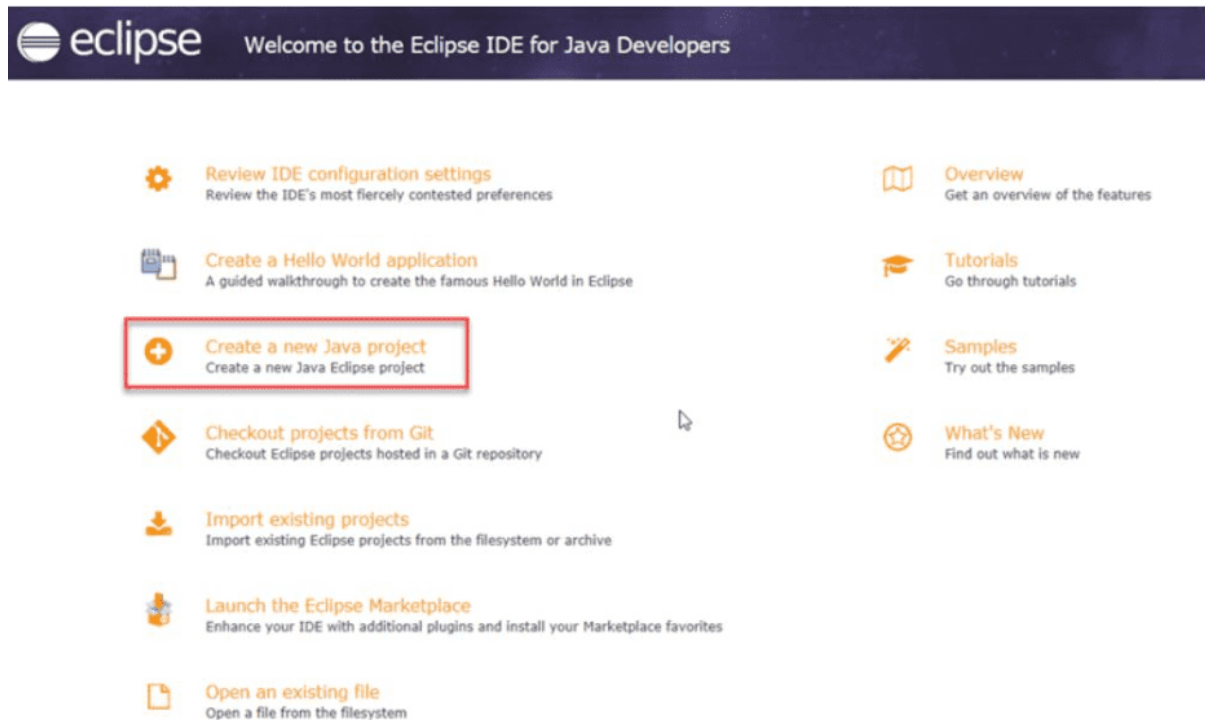 eclipse Welcome to the Eclipse IDE for Java Developers
Review IDE configuration settings
Review the IDE's most fiercely contested preferences
Create a Hello World application
A guided walkthrough to create the famous Hello World in Eclipse
Create a new Java project
Create a new Java Eclipse project
Checkout projects from Git
Checkout Eclipse projects hosted in a Git repository
Import existing projects
Import existing Eclipse projects from the filesystem or archive
Launch the Eclipse Marketplace
Enhance your IDE with additional plugins and install your Marketplace favorites
Open an existing file
Open a file from the filesystem
Overview
Get an overview of the features
Tutorials
Go through tutorials
Samples
Try out the samples
What's New
Find out what is new